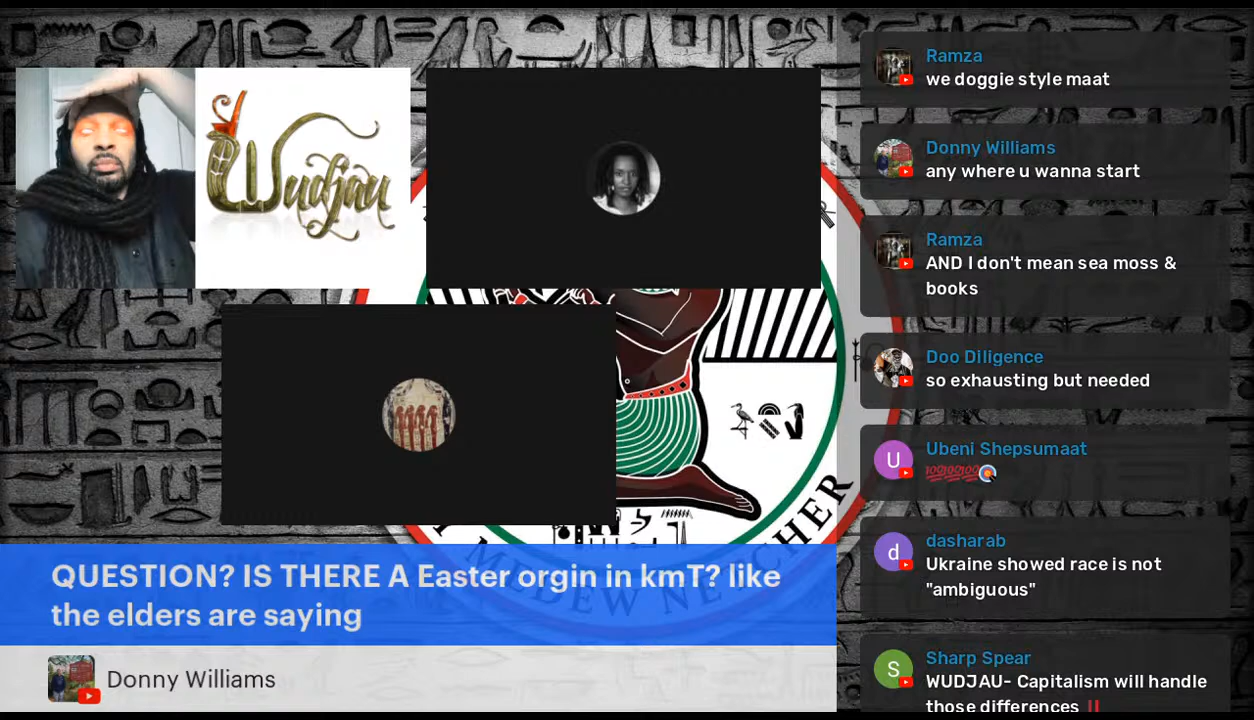 Wudjau
MEDEW NETCHER
QUESTION? IS THERE A Easter orgin in kmT? like
the elders are saying
Donny Williams
Ramza
we doggie style maat
Donny Williams
any where u wanna start
Ramza
AND I don't mean sea moss &
books
Doo Diligence
so exhausting but needed
U
Ubeni Shepsumaat
💯💯💯🎯
d
dasharab
Ukraine showed race is not
"ambiguous"
S
Sharp Spear
WUDJAU- Capitalism will handle
those differences ‼️